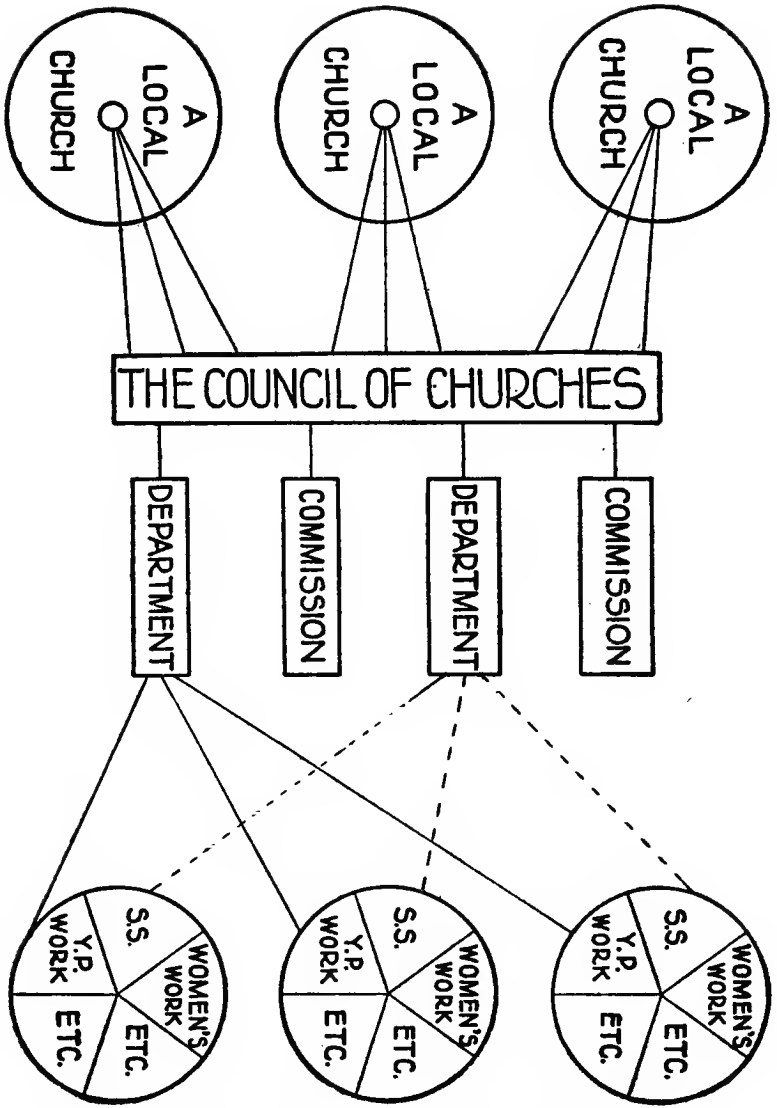 A
LOCAL
CHURCH
A
LOCAL
CHURCH
A
LOCAL
CHURCH
THE COUNCIL OF CHURCHES
DEPARTMENT
COMMISSION
DEPARTMENT
COMMISSION
S.S.
WOMEN'S
WORK
Y.P.
WORK
ETC.
ETC.
S.S.
WOMEN'S
WORK
Y.P.
WORK
ETC.
ETC.
S.S.
WOMEN'S
WORK
Y.P.
WORK
ETC.
ETC.